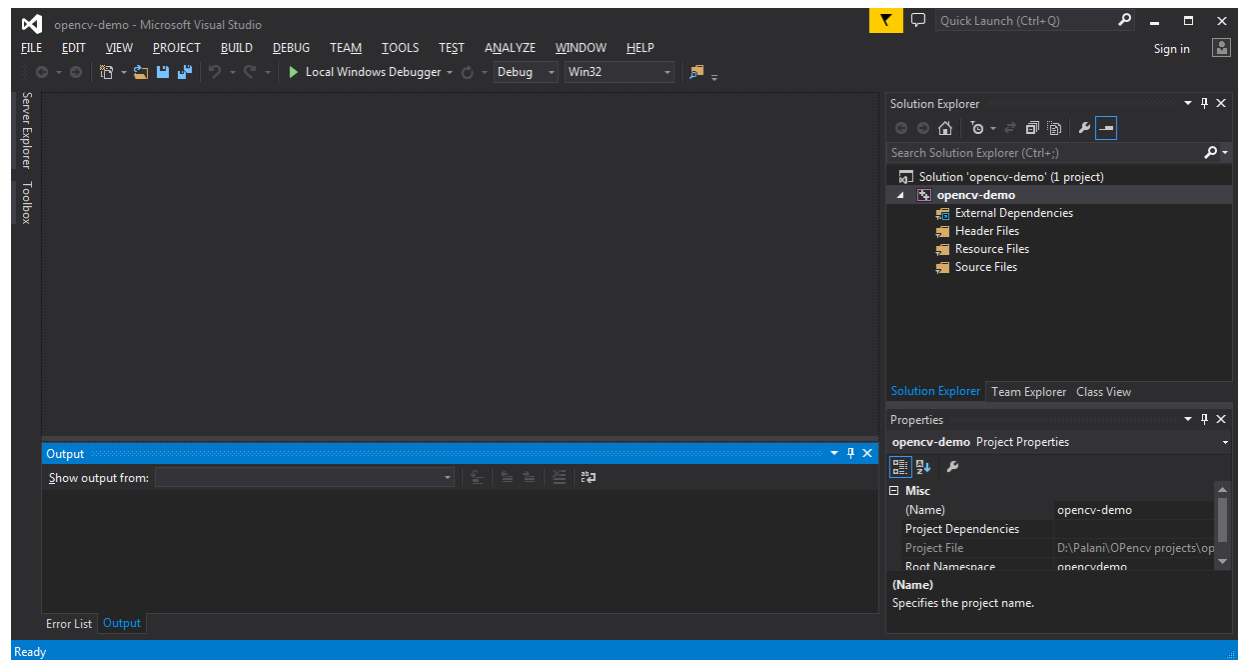 opencv-demo - Microsoft Visual Studio
Quick Launch (Ctrl+Q)
FILE EDIT VIEW PROJECT BUILD DEBUG TEAM TOOLS TEST ANALYZE WINDOW HELP
Sign in
Local Windows Debugger Debug Win32
Server Explorer
Toolbox
Solution Explorer
Search Solution Explorer (Ctrl+;)
Solution 'opencv-demo' (1 project)
opencv-demo
External Dependencies
Header Files
Resource Files
Source Files
Solution Explorer Team Explorer Class View
Properties
opencv-demo Project Properties
Misc
(Name) opencv-demo
Project Dependencies
Project File D:\Palani\OPencv projects\op
Root Namespace opencvdemo
(Name)
Specifies the project name.
Output
Show output from:
Error List Output
Ready